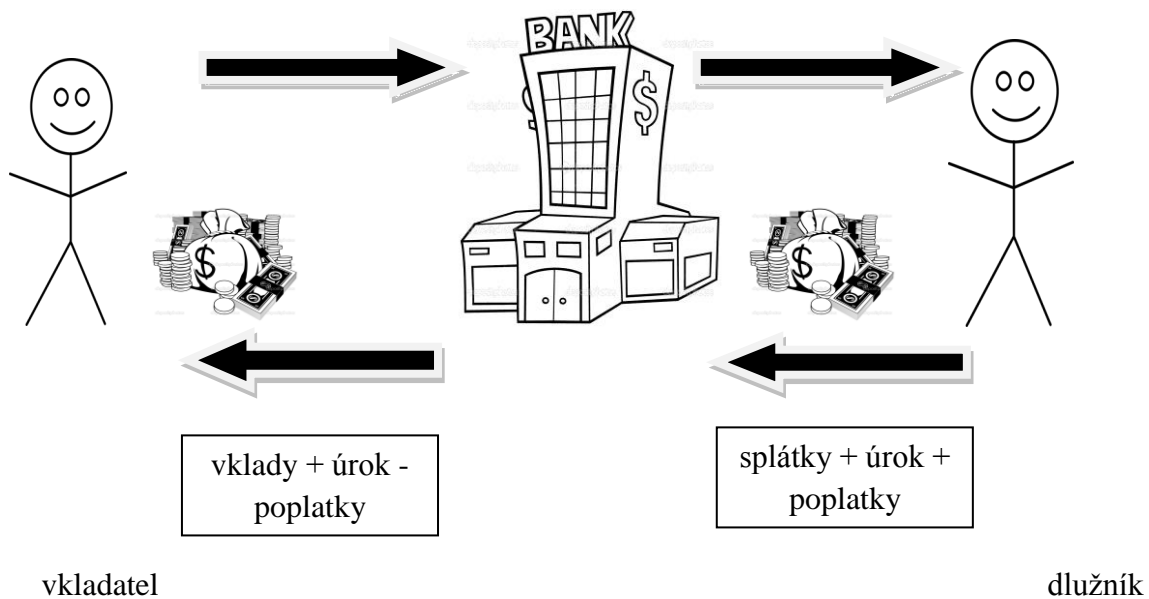 BANK
$
$
$
vklady + úrok -
poplatky
splátky + úrok +
poplatky
vkladatel
dlužník